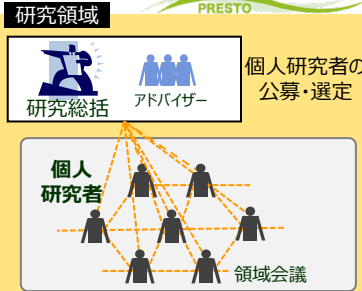 PRESTO
研究領域
研究総括
アドバイザー
個人研究者の
公募・選定
個人
研究者
領域会議